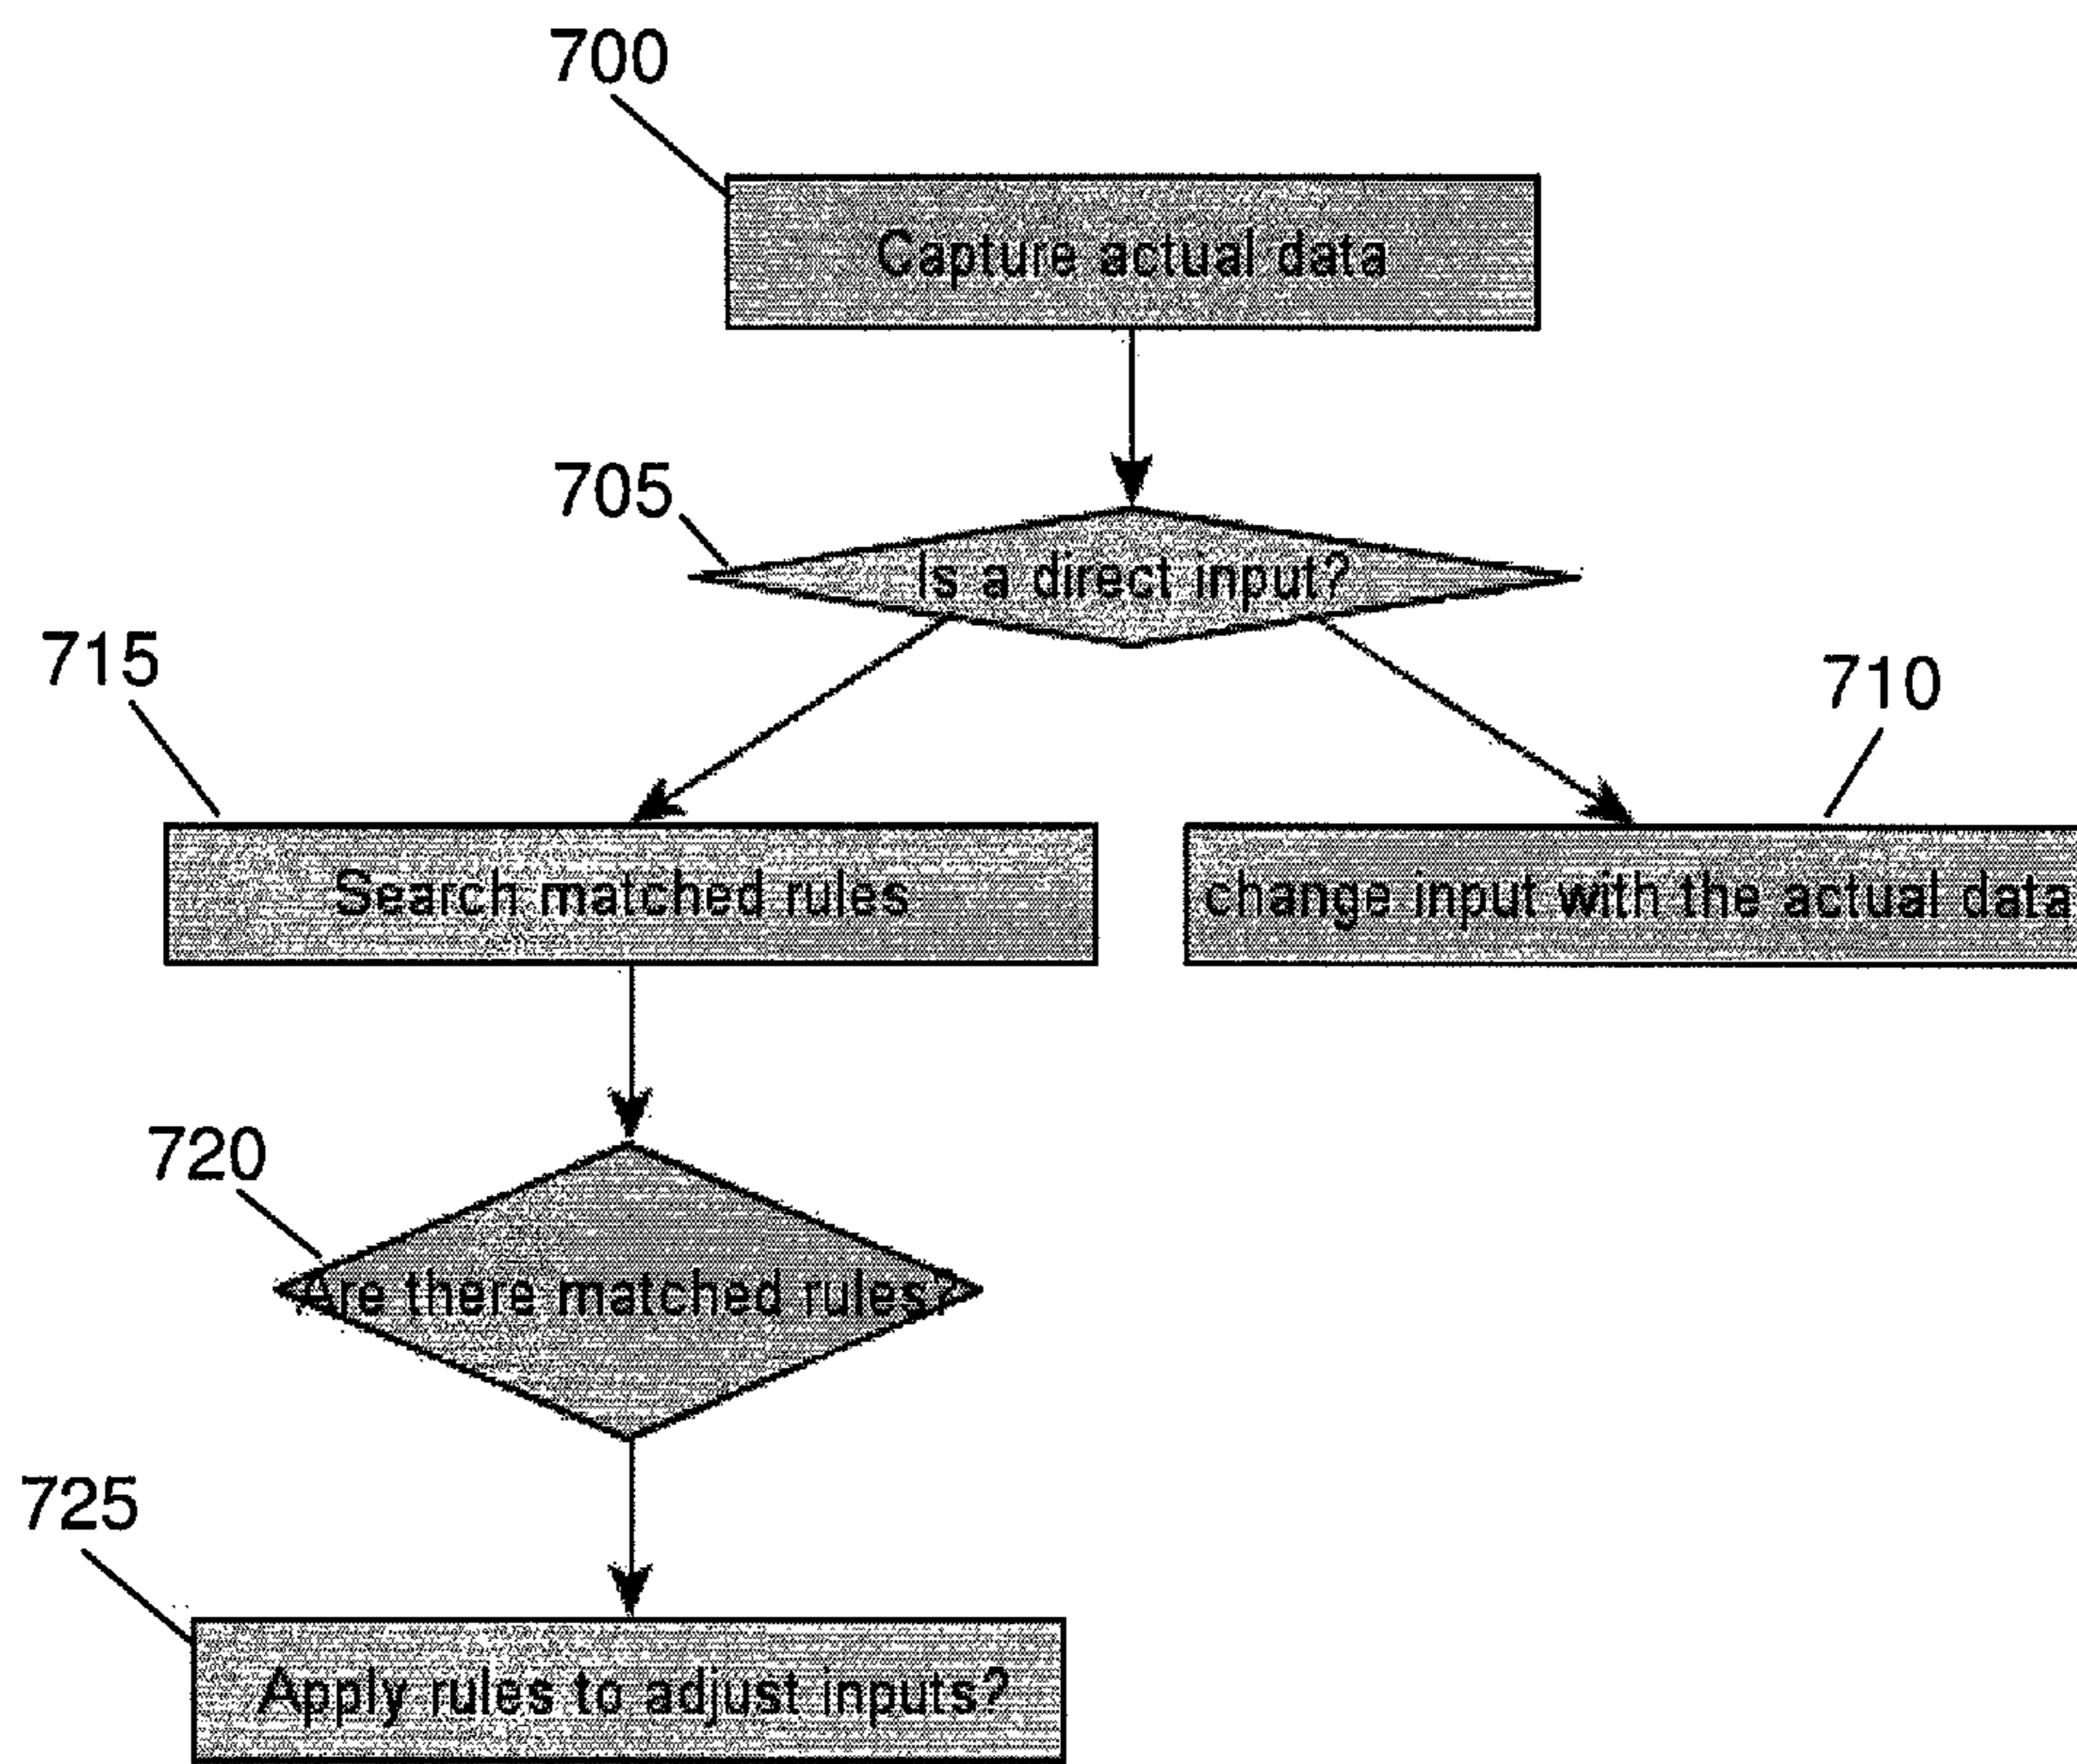 700
Capture actual data
705
Is a direct input?
715
710
Search matched rules
change input with the actual data
720
Are there matched rules?
725
Apply rules to adjust inputs?